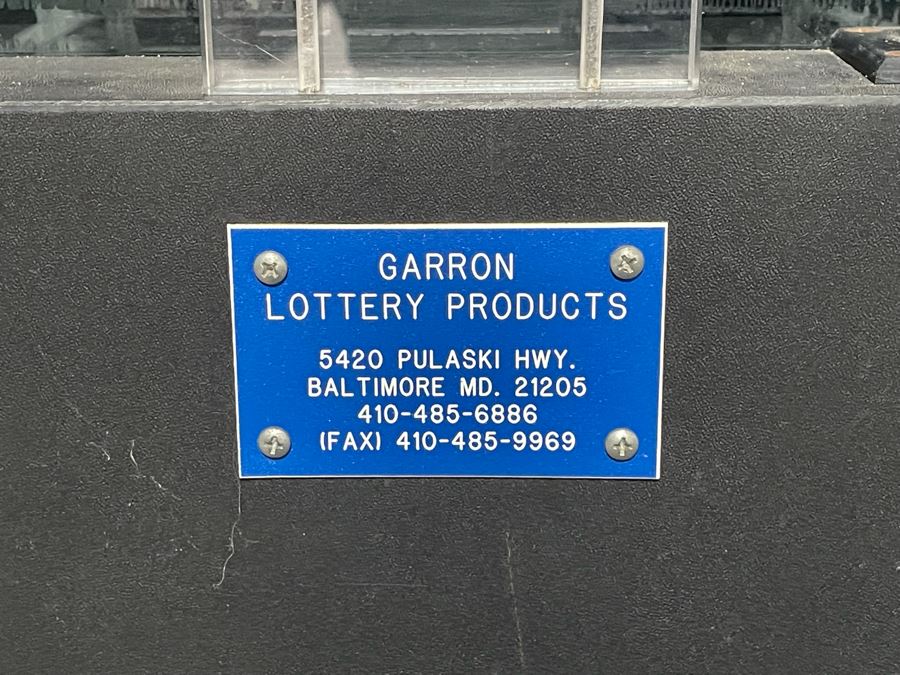 GARRON
LOTTERY PRODUCTS
5420 PULASKI HWY.
BALTIMORE MD. 21205
410-485-6886
(FAX) 410-485-9969